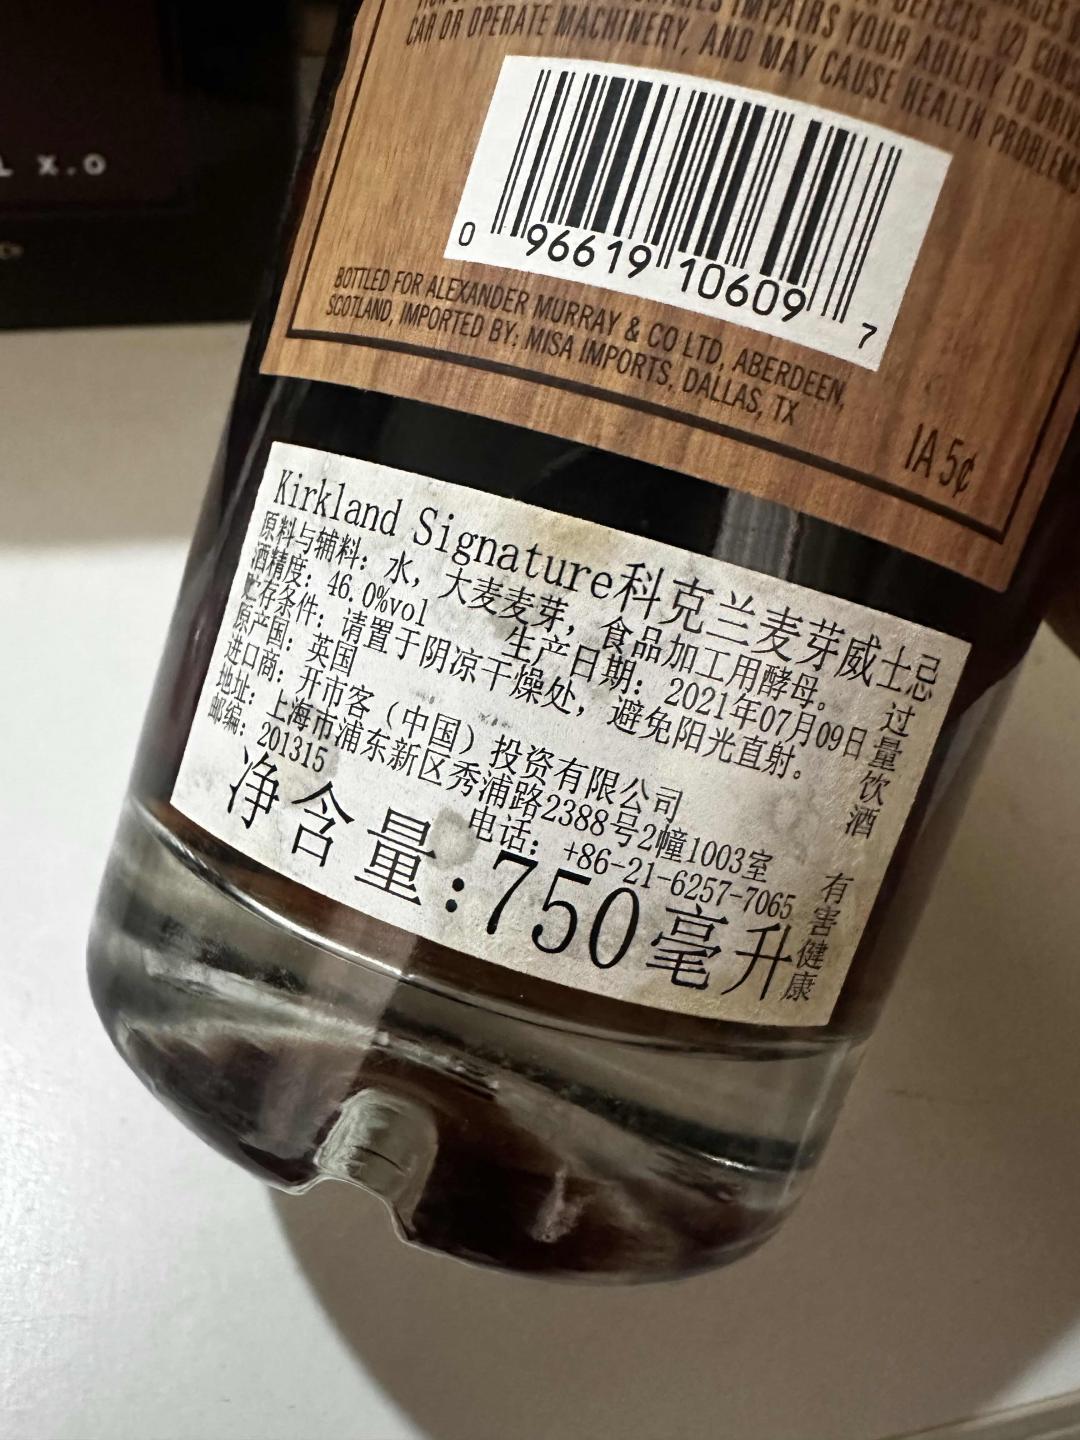 L X.O
DEFECTS. (2) CONS
IMPAIRS YOUR ABILITY TO DRIV
CAR OR OPERATE MACHINERY, AND MAY CAUSE HEALTH PROBLEMS
0 96619 10609 7
BOTTLED FOR ALEXANDER MURRAY & CO LTD, ABERDEEN,
SCOTLAND, IMPORTED BY: MISA IMPORTS, DALLAS, TX
IA 5¢
Kirkland Signature科克兰麦芽威士忌
原料与辅料: 水, 大麦麦芽, 食品加工用酵母。
酒精度: 46.0%vol 生产日期: 2021年07月09日
贮存条件: 请置于阴凉干燥处, 避免阳光直射。
原产国: 英国
进口商: 开市客(中国)投资有限公司
地址: 上海市浦东新区秀浦路2388号2幢1003室
邮编: 201315 电话: +86-21-6257-7065
净含量:750毫升
过量饮酒 有害健康